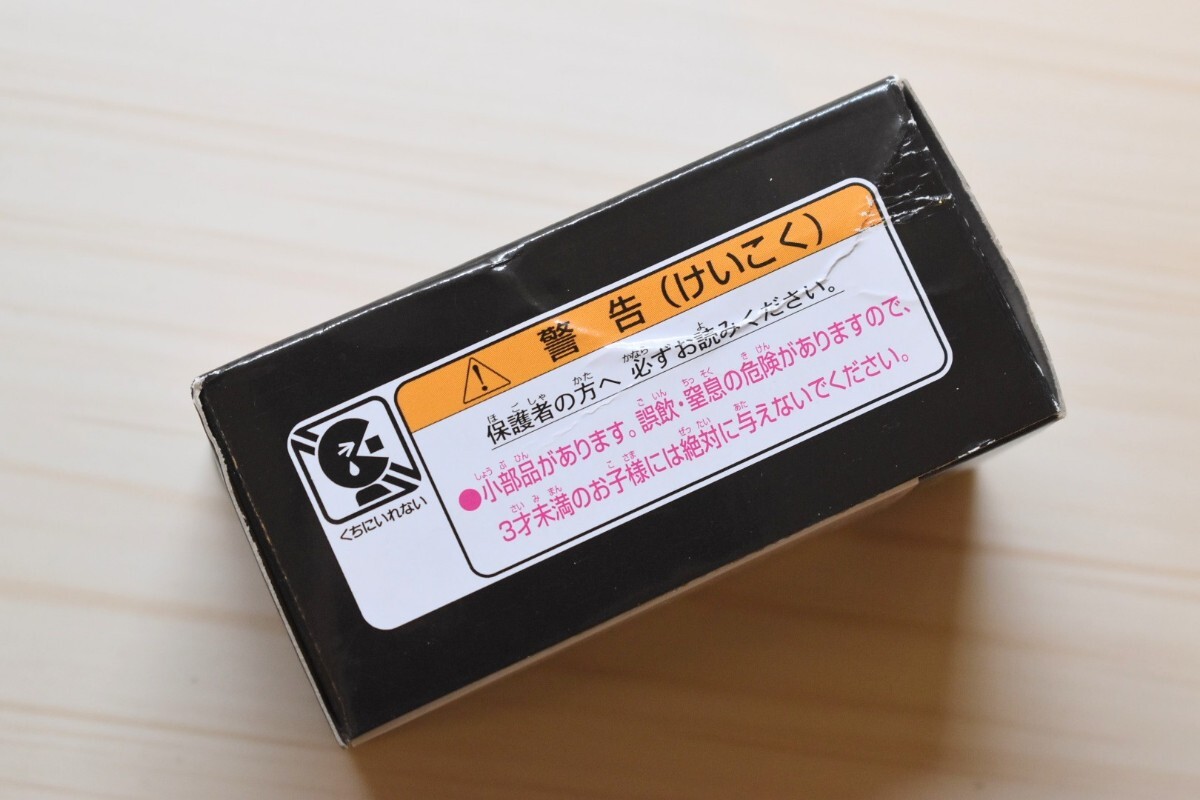 警告(けいこく)
保護者の方へ 必ずお読みください。
●小部品があります。誤飲・窒息の危険がありますので、
3才未満のお子様には絶対に与えないでください。
くちにいれない